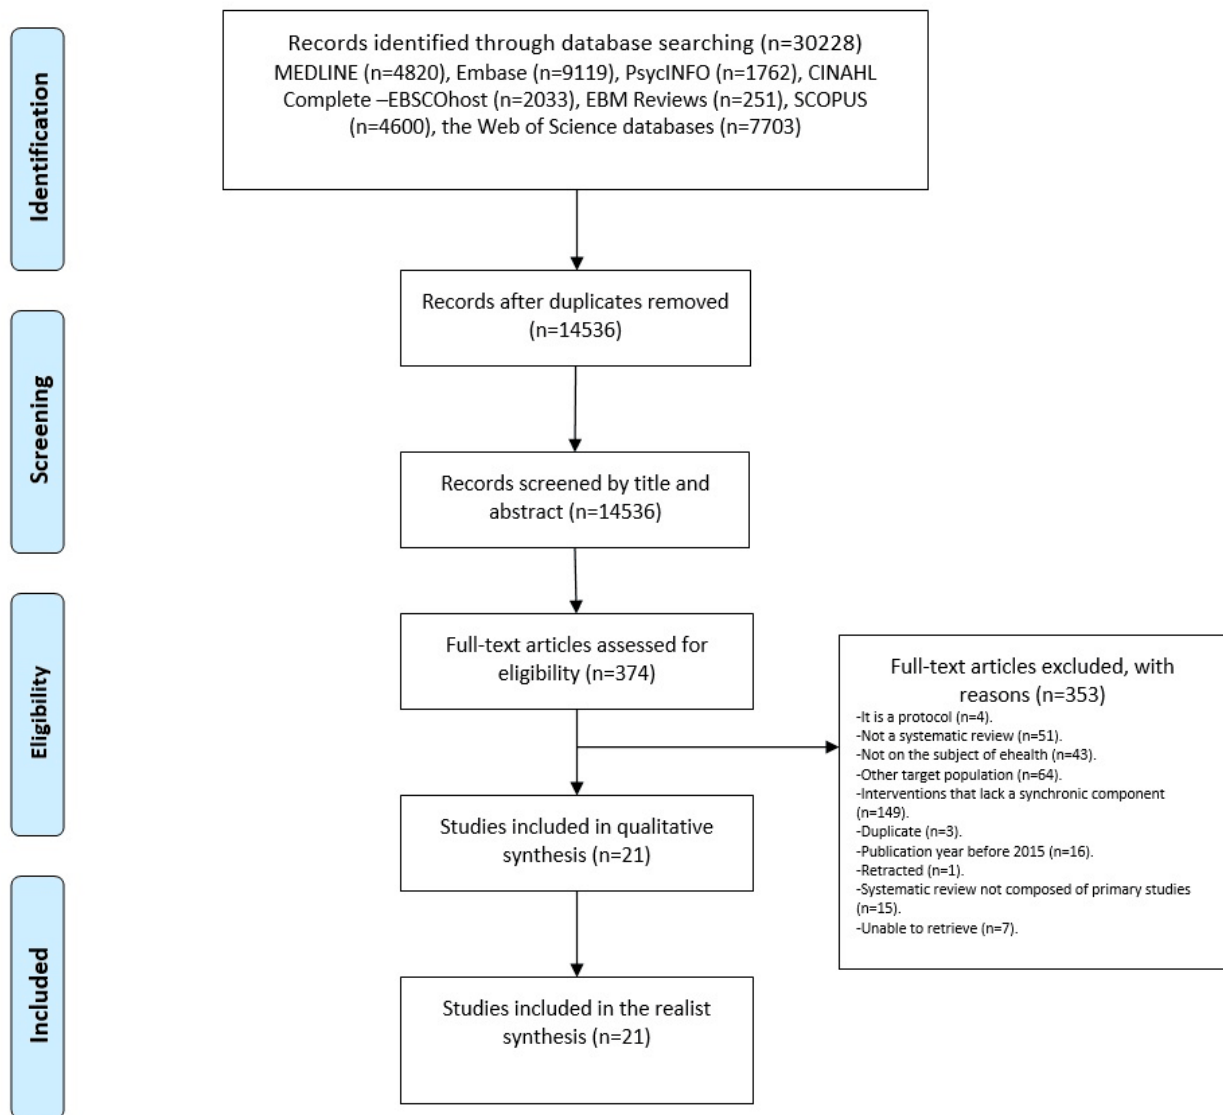 Identification
Records identified through database searching (n=30228)
MEDLINE (n=4820), Embase (n=9119), PsycINFO (n=1762), CINAHL
Complete –EBSCOhost (n=2033), EBM Reviews (n=251), SCOPUS
(n=4600), the Web of Science databases (n=7703)
Screening
Records after duplicates removed
(n=14536)
Records screened by title and
abstract (n=14536)
Eligibility
Full-text articles assessed for
eligibility (n=374)
Full-text articles excluded, with
reasons (n=353)
-It is a protocol (n=4).
-Not a systematic review (n=51).
-Not on the subject of ehealth (n=43).
-Other target population (n=64).
-Interventions that lack a synchronic component
(n=149).
-Duplicate (n=3).
-Publication year before 2015 (n=16).
-Retracted (n=1).
-Systematic review not composed of primary studies
(n=15).
-Unable to retrieve (n=7).
Studies included in qualitative
synthesis (n=21)
Included
Studies included in the realist
synthesis (n=21)